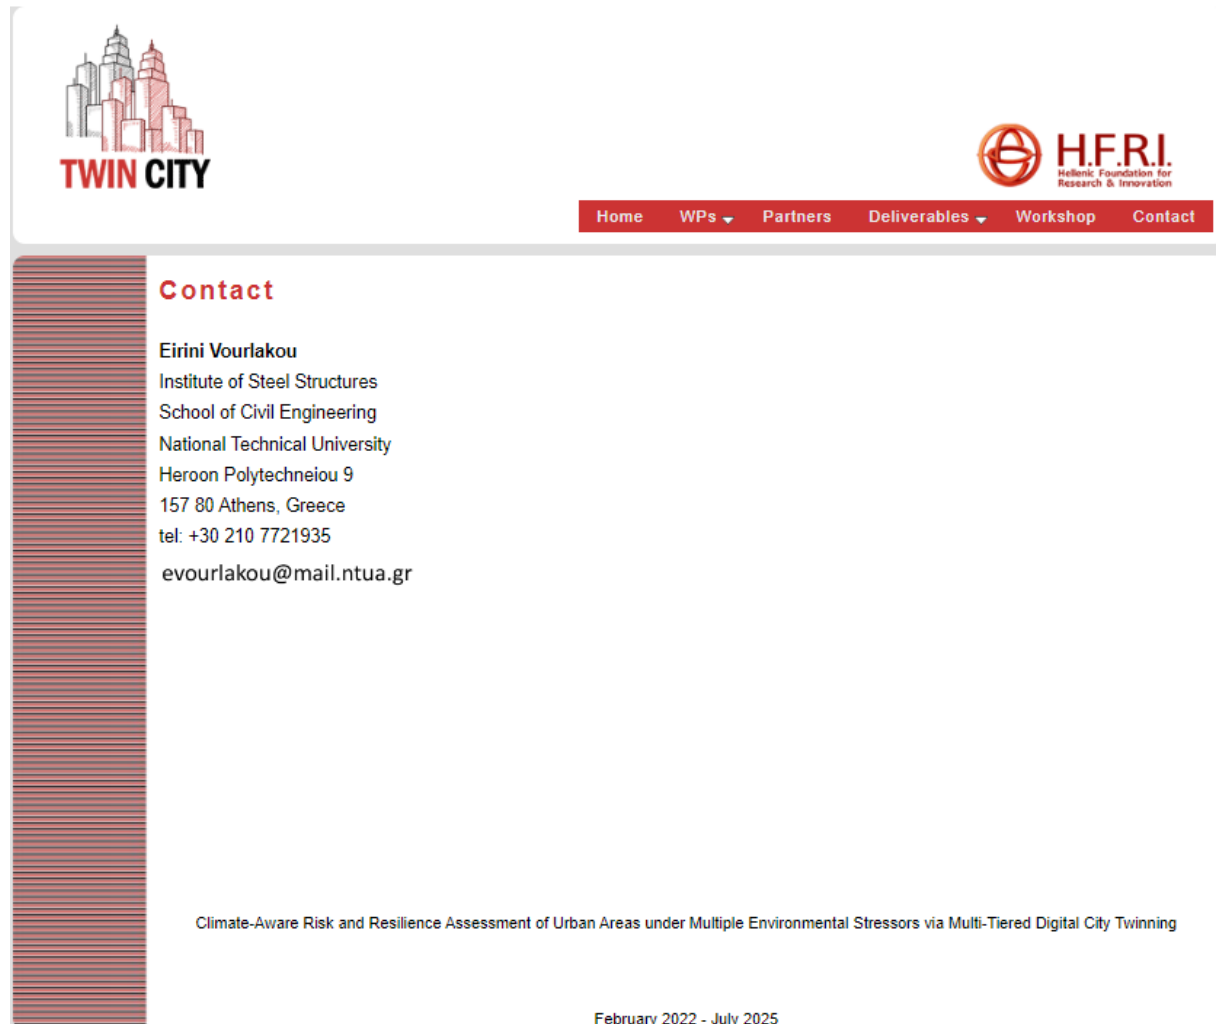 TWIN CITY
H.F.R.I.
Hellenic Foundation for
Research & Innovation
Home WPs Partners Deliverables Workshop Contact
Contact
Eirini Vourlakou
Institute of Steel Structures
School of Civil Engineering
National Technical University
Heroon Polytechneiou 9
157 80 Athens, Greece
tel: +30 210 7721935
evourlakou@mail.ntua.gr
Climate-Aware Risk and Resilience Assessment of Urban Areas under Multiple Environmental Stressors via Multi-Tiered Digital City Twinning
February 2022 - July 2025